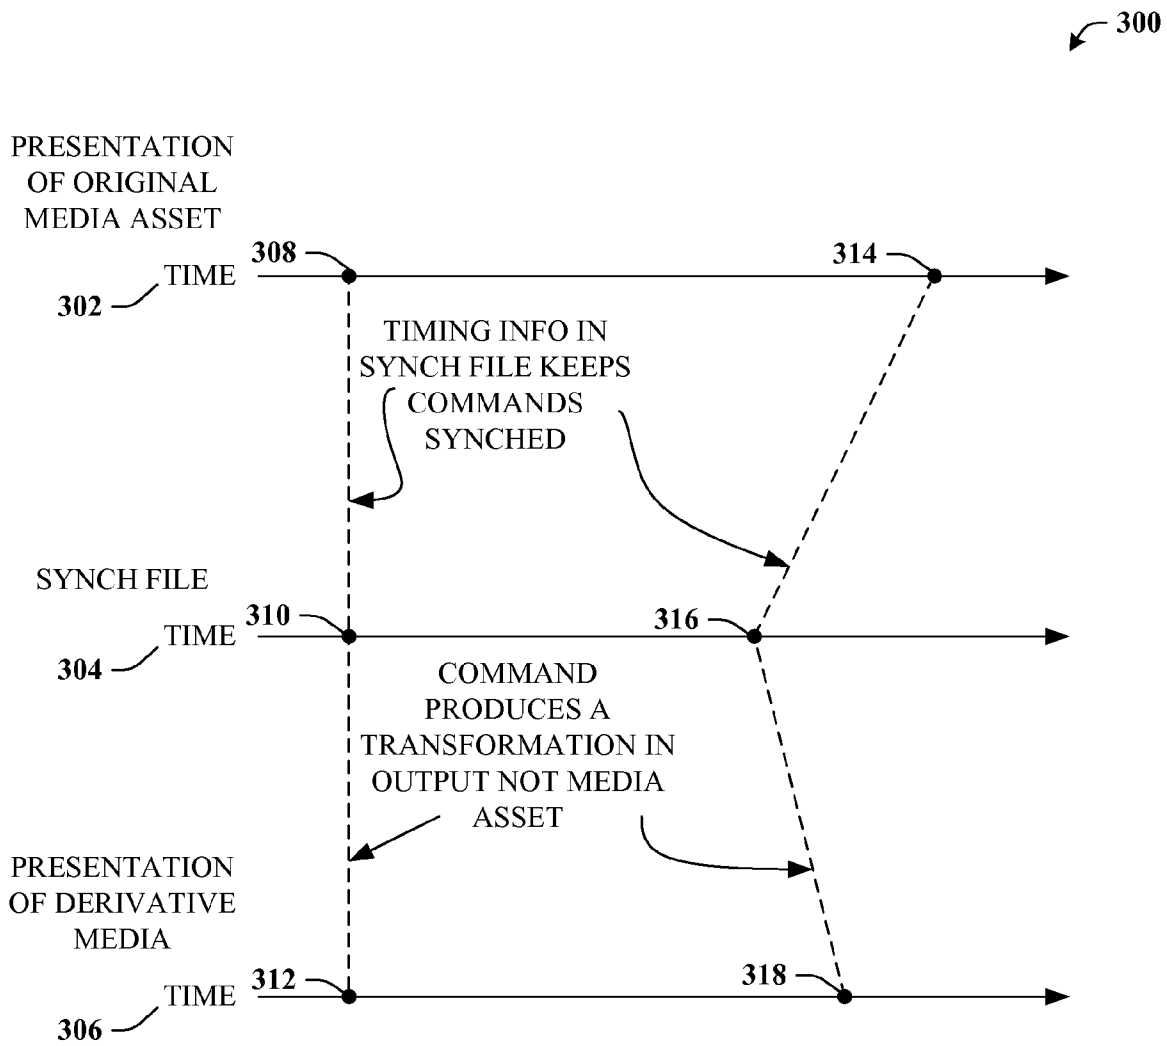 300
PRESENTATION
OF ORIGINAL
MEDIA ASSET
TIME
302
308
314
TIMING INFO IN
SYNCH FILE KEEPS
COMMANDS
SYNCHED
SYNCH FILE
TIME
304
310
316
COMMAND
PRODUCES A
TRANSFORMATION IN
OUTPUT NOT MEDIA
ASSET
PRESENTATION
OF DERIVATIVE
MEDIA
TIME
306
312
318